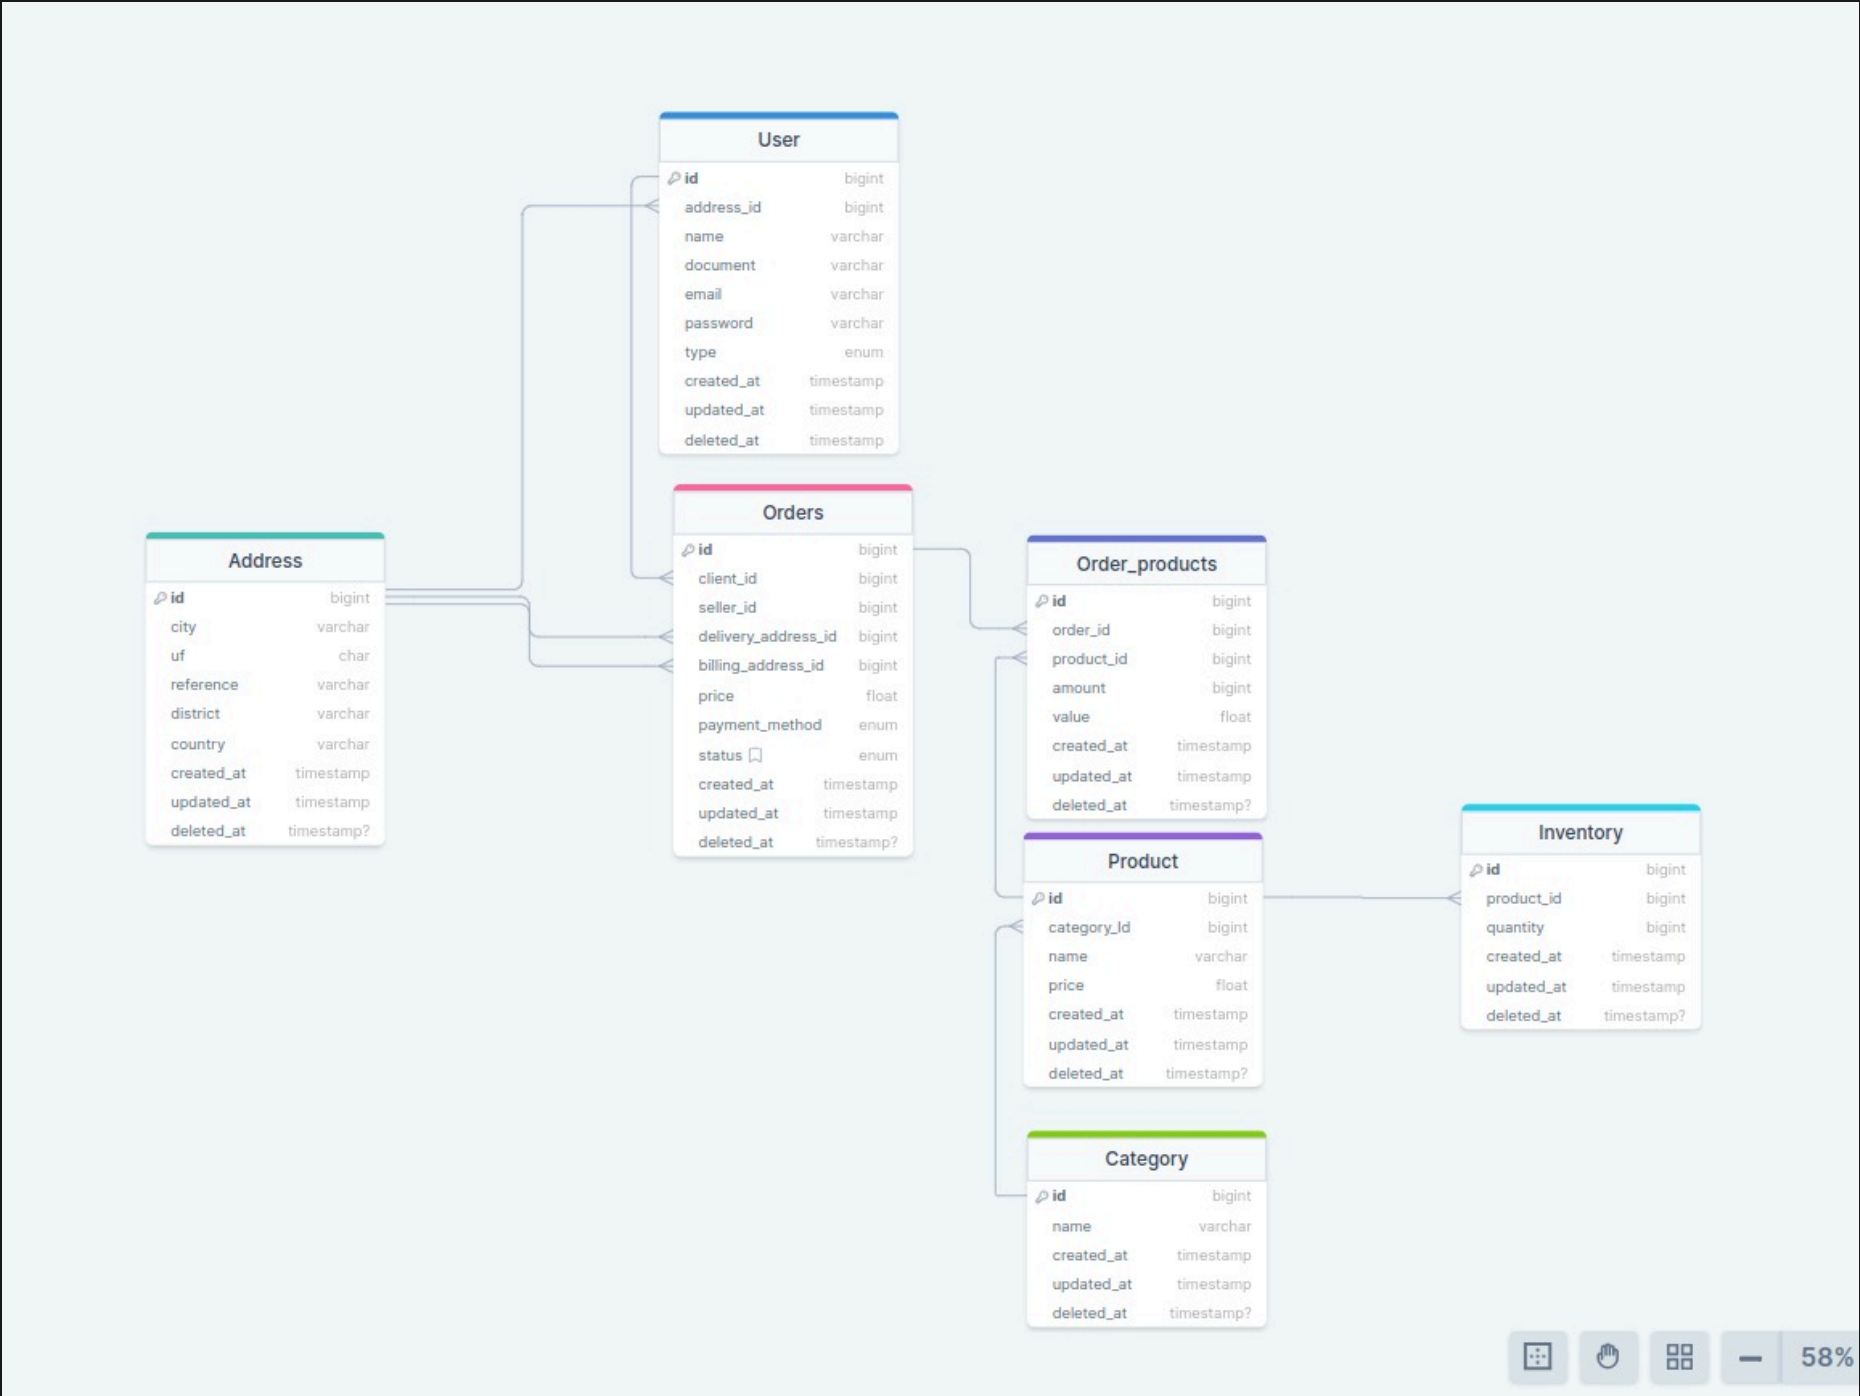 User
id bigint
address_id bigint
name varchar
document varchar
email varchar
password varchar
type enum
created_at timestamp
updated_at timestamp
deleted_at timestamp
Orders
id bigint
client_id bigint
seller_id bigint
delivery_address_id bigint
billing_address_id bigint
price float
payment_method enum
status enum
created_at timestamp
updated_at timestamp
deleted_at timestamp?
Address
id bigint
city varchar
uf char
reference varchar
district varchar
country varchar
created_at timestamp
updated_at timestamp
deleted_at timestamp?
Order_products
id bigint
order_id bigint
product_id bigint
amount bigint
value float
created_at timestamp
updated_at timestamp
deleted_at timestamp?
Product
id bigint
category_Id bigint
name varchar
price float
created_at timestamp
updated_at timestamp
deleted_at timestamp?
Inventory
id bigint
product_id bigint
quantity bigint
created_at timestamp
updated_at timestamp
deleted_at timestamp?
Category
id bigint
name varchar
created_at timestamp
updated_at timestamp
deleted_at timestamp?
58%